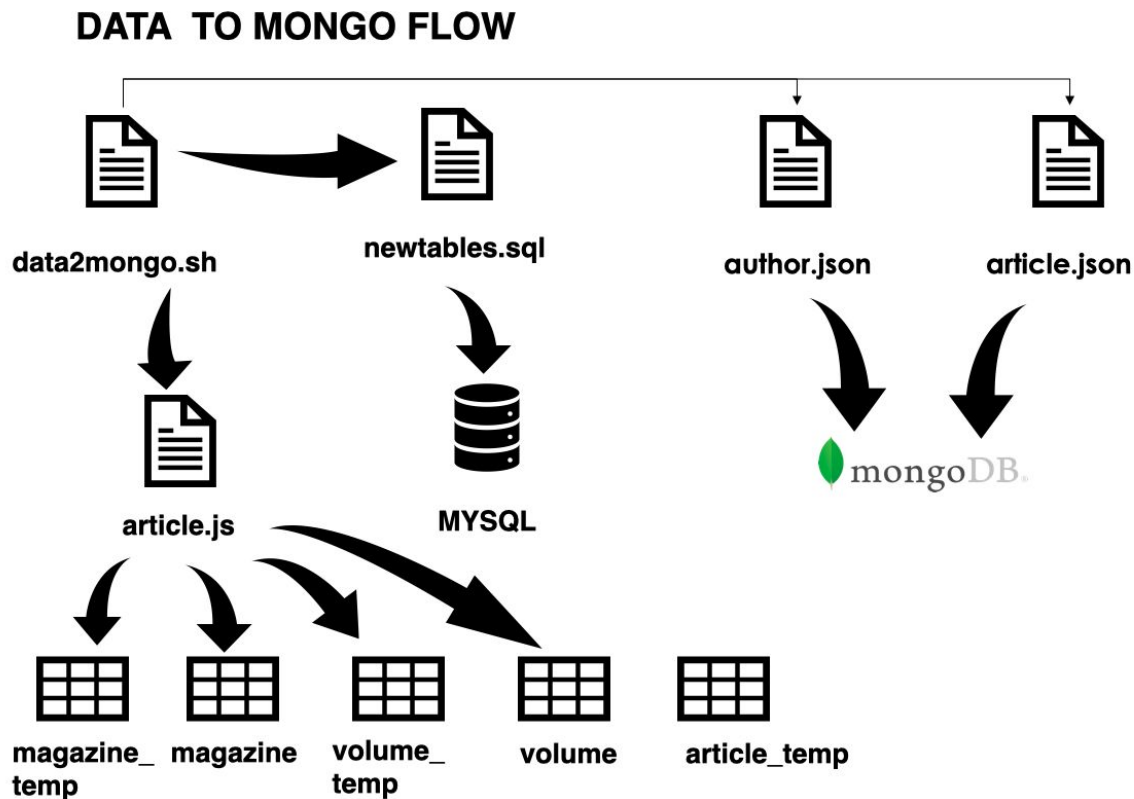 DATA TO MONGO FLOW
data2mongo.sh
newtables.sql
author.json
article.json
mongoDB®
article.js
MYSQL
magazine_
temp
magazine
volume_
temp
volume
article_temp